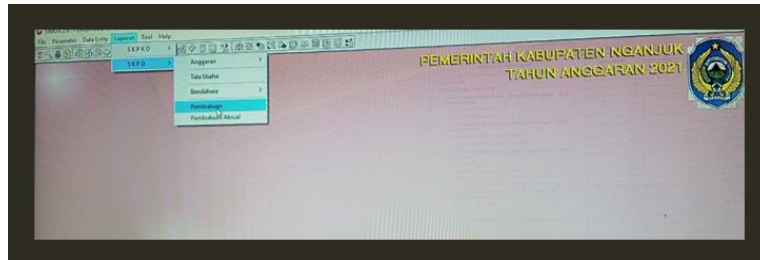 File Parameter Data Entry Laporan Tool Help
SKPKD
SKPD
Anggaran
Tata Usaha
Bendahara
Pembukuan
Pembukuan Akrual
PEMERINTAH KABUPATEN NGANJUK
TAHUN ANGGARAN 2021